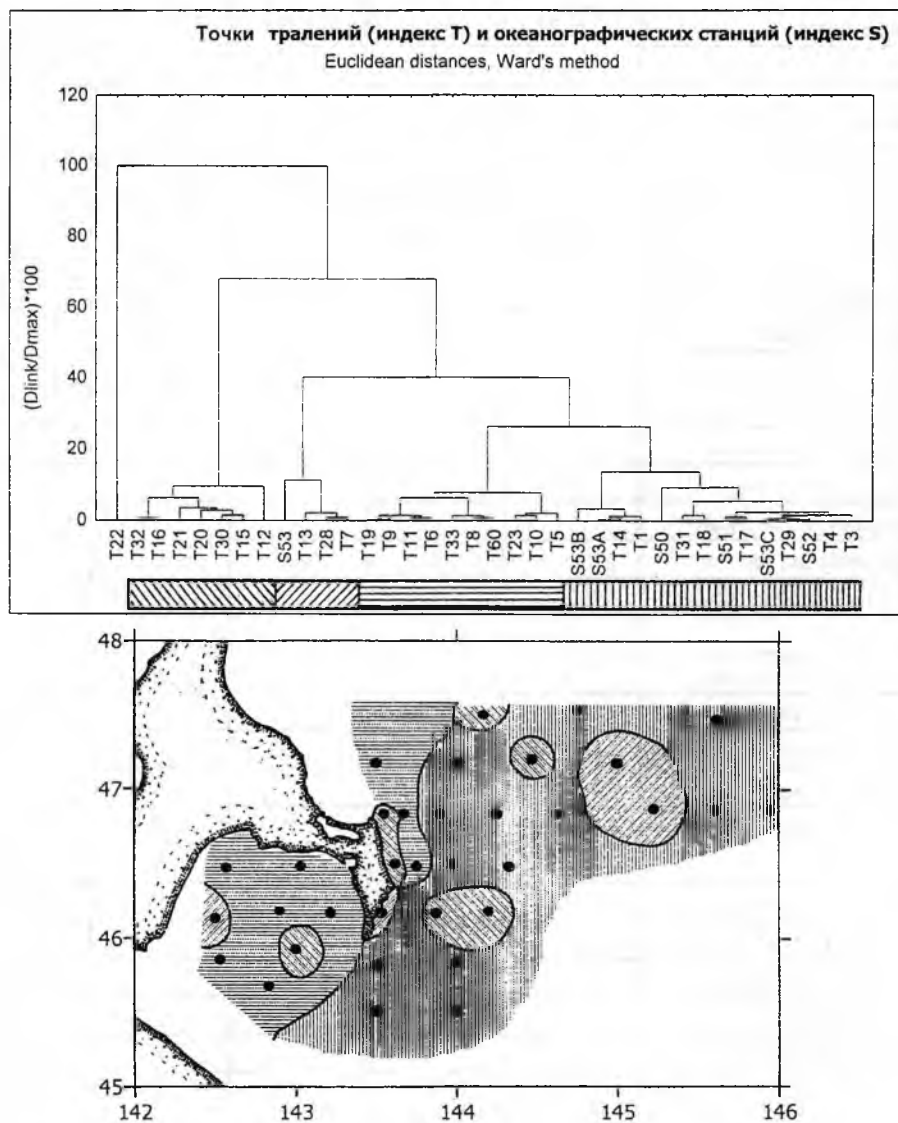 Точки тралений (индекс Т) и океанографических станций (индекс S)
Euclidean distances, Ward's method
(Dlink/Dmax)*100
120
100
80
60
40
20
0
T22
T32
T16
T21
T20
T30
T15
T12
S53
T13
T28
T7
T19
T9
T11
T6
T33
T8
T60
T23
T10
T5
S53B
S53A
T14
T1
S50
T31
T18
S51
T17
S53C
T29
S52
T4
T3
48
47
46
45
142
143
144
145
146